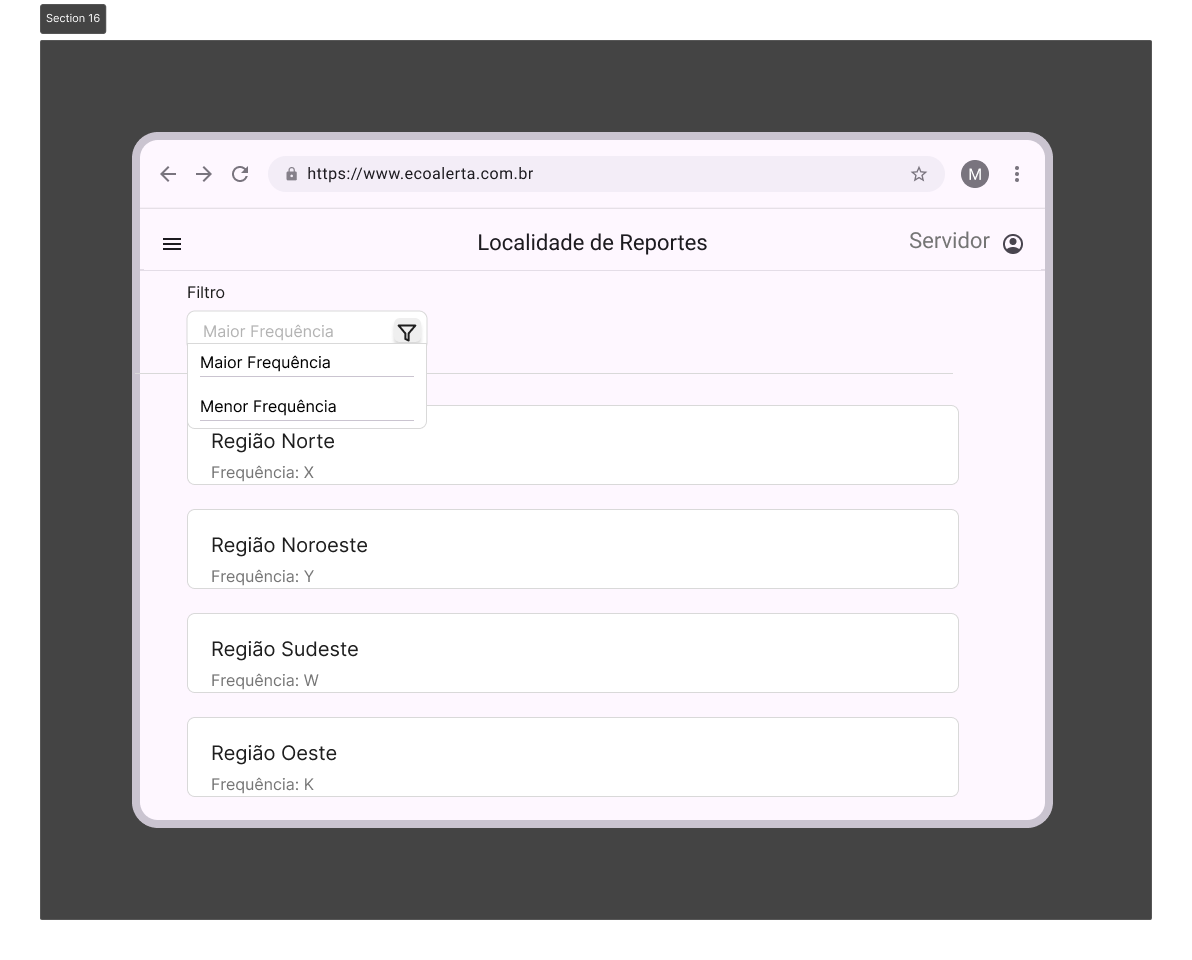 Section 16
https://www.ecoalerta.com.br
M
Localidade de Reportes
Servidor
Filtro
Maior Frequência
Maior Frequência
Menor Frequência
Região Norte
Frequência: X
Região Noroeste
Frequência: Y
Região Sudeste
Frequência: W
Região Oeste
Frequência: K